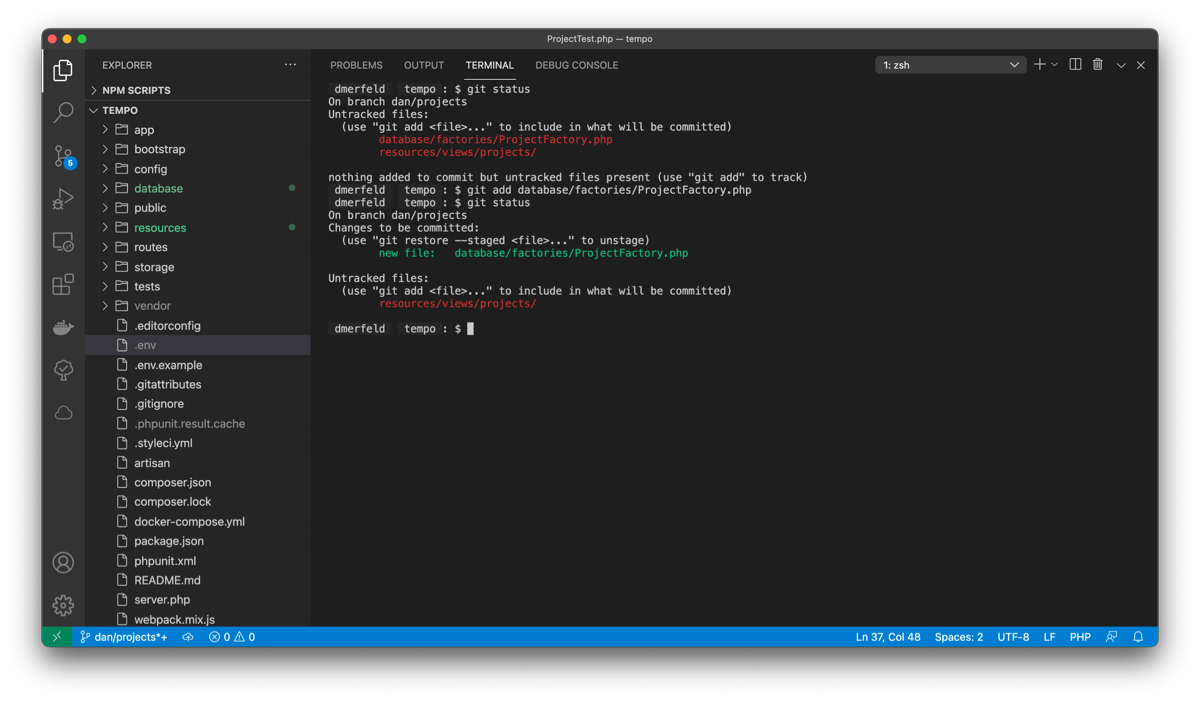 ProjectTest.php — tempo
EXPLORER
NPM SCRIPTS
TEMPO
app
bootstrap
config
database
public
resources
routes
storage
tests
vendor
.editorconfig
.env
.env.example
.gitattributes
.gitignore
.phpunit.result.cache
.styleci.yml
artisan
composer.json
composer.lock
docker-compose.yml
package.json
phpunit.xml
README.md
server.php
webpack.mix.js
5
PROBLEMS OUTPUT TERMINAL DEBUG CONSOLE 1: zsh
dmerfeld tempo : $ git status
On branch dan/projects
Untracked files:
(use "git add <file>..." to include in what will be committed)
database/factories/ProjectFactory.php
resources/views/projects/
nothing added to commit but untracked files present (use "git add" to track)
dmerfeld tempo : $ git add database/factories/ProjectFactory.php
dmerfeld tempo : $ git status
On branch dan/projects
Changes to be committed:
(use "git restore --staged <file>..." to unstage)
new file: database/factories/ProjectFactory.php
Untracked files:
(use "git add <file>..." to include in what will be committed)
resources/views/projects/
dmerfeld tempo : $
dan/projects*+ 0 0 Ln 37, Col 48 Spaces: 2 UTF-8 LF PHP